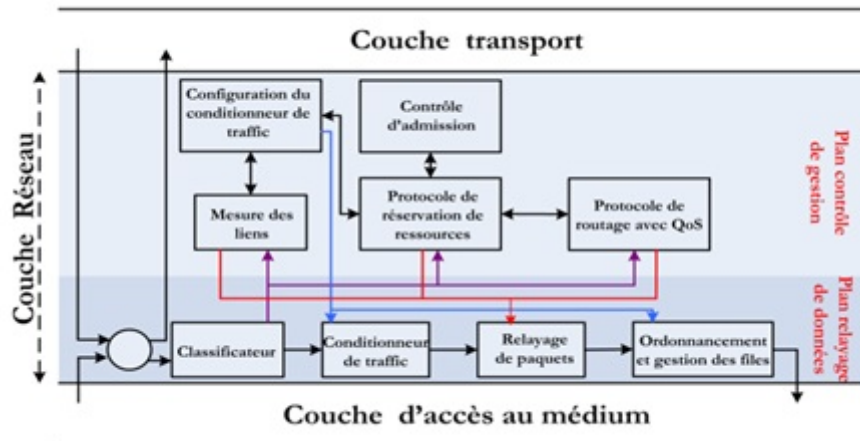 Couche transport
Configuration du
conditionneur de
traffic
Contrôle
d'admission
Plan contrôle
de gestion
Couche Réseau
Mesure des
liens
Protocole de
réservation de
ressources
Protocole de
routage avec QoS
Plan relayage
de données
Classificateur
Conditionneur
de traffic
Relayage
de paquets
Ordonnancement
et gestion des files
Couche d'accès au médium